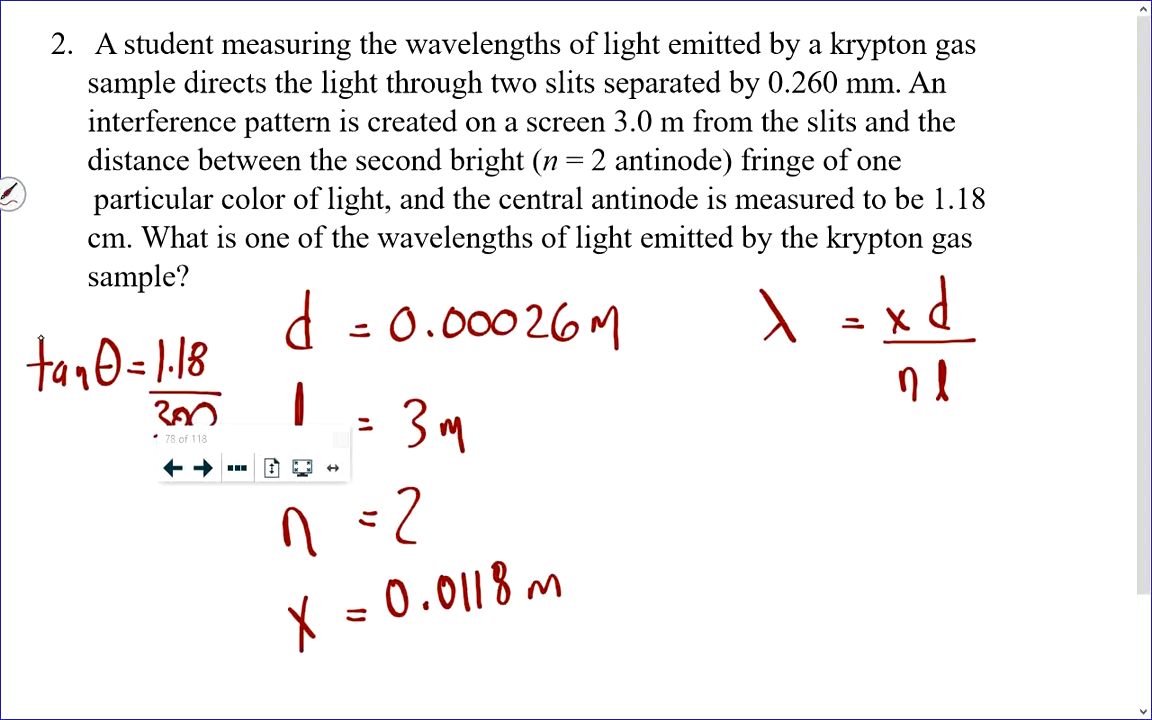 2. A student measuring the wavelengths of light emitted by a krypton gas
sample directs the light through two slits separated by 0.260 mm. An
interference pattern is created on a screen 3.0 m from the slits and the
distance between the second bright (n = 2 antinode) fringe of one
particular color of light, and the central antinode is measured to be 1.18
cm. What is one of the wavelengths of light emitted by the krypton gas
sample?
tanθ = 1.18
300
d = 0.00026 m
l = 3 m
n = 2
x = 0.0118 m
λ = x d
n l
78 of 118